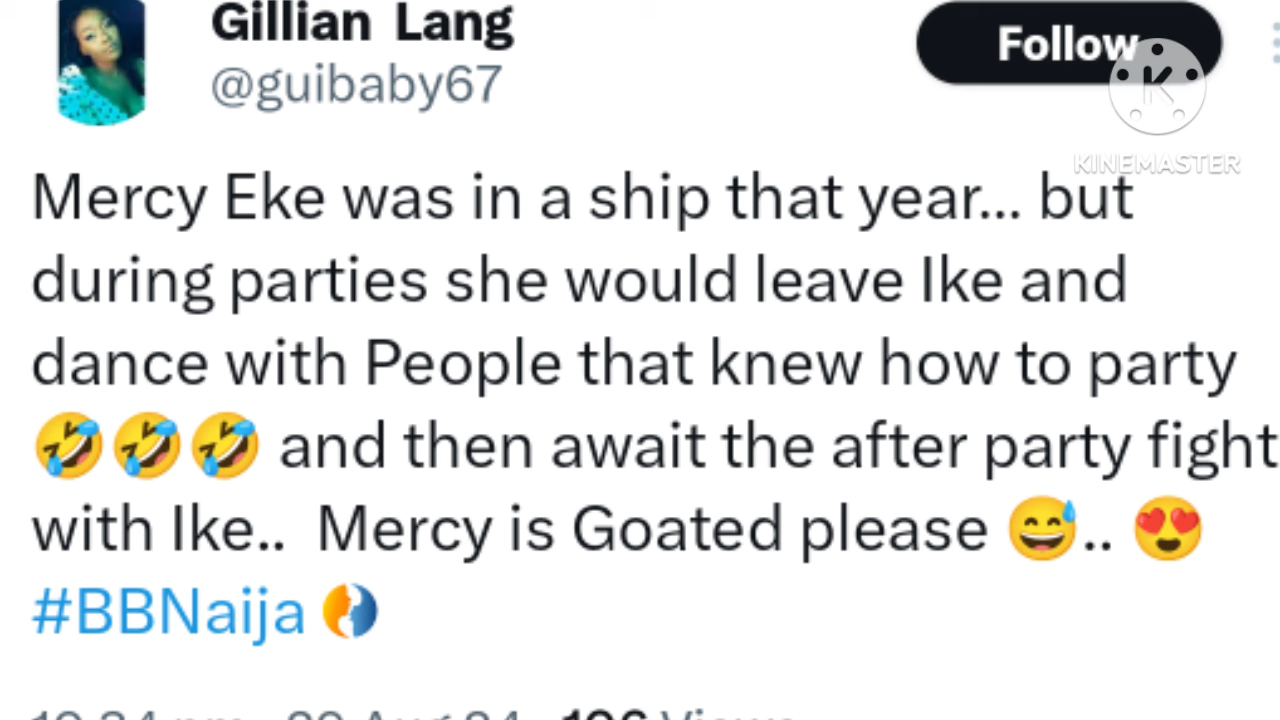 Gillian Lang
Follow
@guibaby67
KINEMASTER
Mercy Eke was in a ship that year... but
during parties she would leave Ike and
dance with People that knew how to party
🤣🤣🤣 and then await the after party fight
with Ike..  Mercy is Goated please 😅.. 😍
#BBNaija